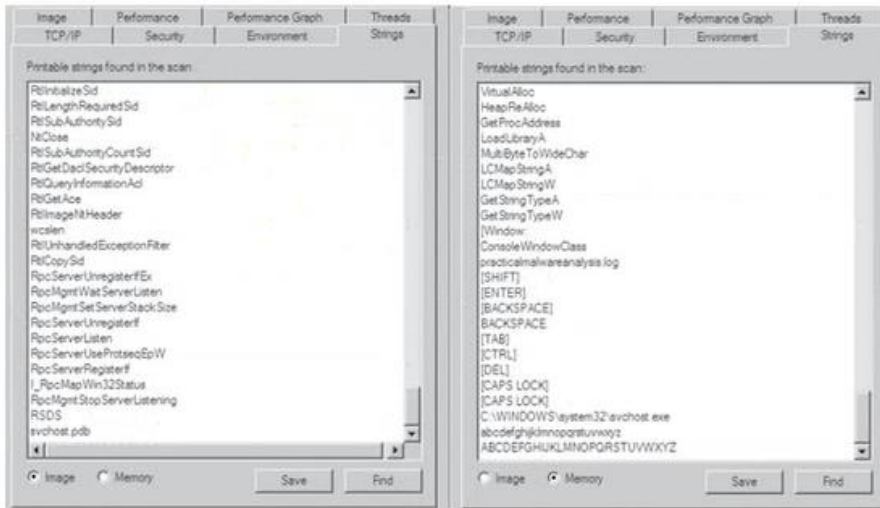 Image Performance Performance Graph Threads
TCP/IP Security Environment Strings
Printable strings found in the scan:
RtlInitializeSid
RtlLengthRequiredSid
RtlSubAuthoritySid
NtClose
RtlSubAuthorityCountSid
RtlGetDaclSecurityDescriptor
RtlQueryInformationAcl
RtlGetAce
RtlImageNtHeader
wcslen
RtlUnhandledExceptionFilter
RtlCopySid
RpcServerUnregisterIfEx
RpcMgmtWaitServerListen
RpcMgmtSetServerStackSize
RpcServerUnregisterIf
RpcServerListen
RpcServerUseProtseqEpW
RpcServerRegisterIf
I_RpcMapWin32Status
RpcMgmtStopServerListening
RSDS
svchost.pdb
Image Memory Save Find
Image Performance Performance Graph Threads
TCP/IP Security Environment Strings
Printable strings found in the scan:
VirtualAlloc
HeapReAlloc
GetProcAddress
LoadLibraryA
MultiByteToWideChar
LCMapStringA
LCMapStringW
GetStringTypeA
GetStringTypeW
[Window:
ConsoleWindowClass
practicalmalwareanalysis.log
[SHIFT]
[ENTER]
[BACKSPACE]
BACKSPACE
[TAB]
[CTRL]
[DEL]
[CAPS LOCK]
[CAPS LOCK]
C:\WINDOWS\system32\svchost.exe
abcdefghijklmnopqrstuvwxyz
ABCDEFGHIJKLMNOPQRSTUVWXYZ
Image Memory Save Find